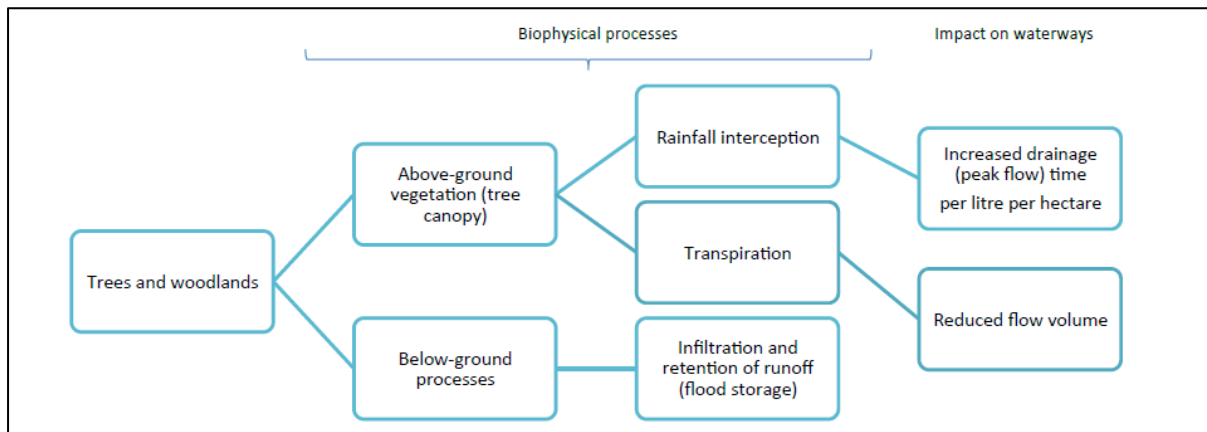 Biophysical processes
Impact on waterways
Rainfall interception
Increased drainage
(peak flow) time
per litre per hectare
Above-ground
vegetation (tree
canopy)
Transpiration
Trees and woodlands
Reduced flow volume
Below-ground
processes
Infiltration and
retention of runoff
(flood storage)